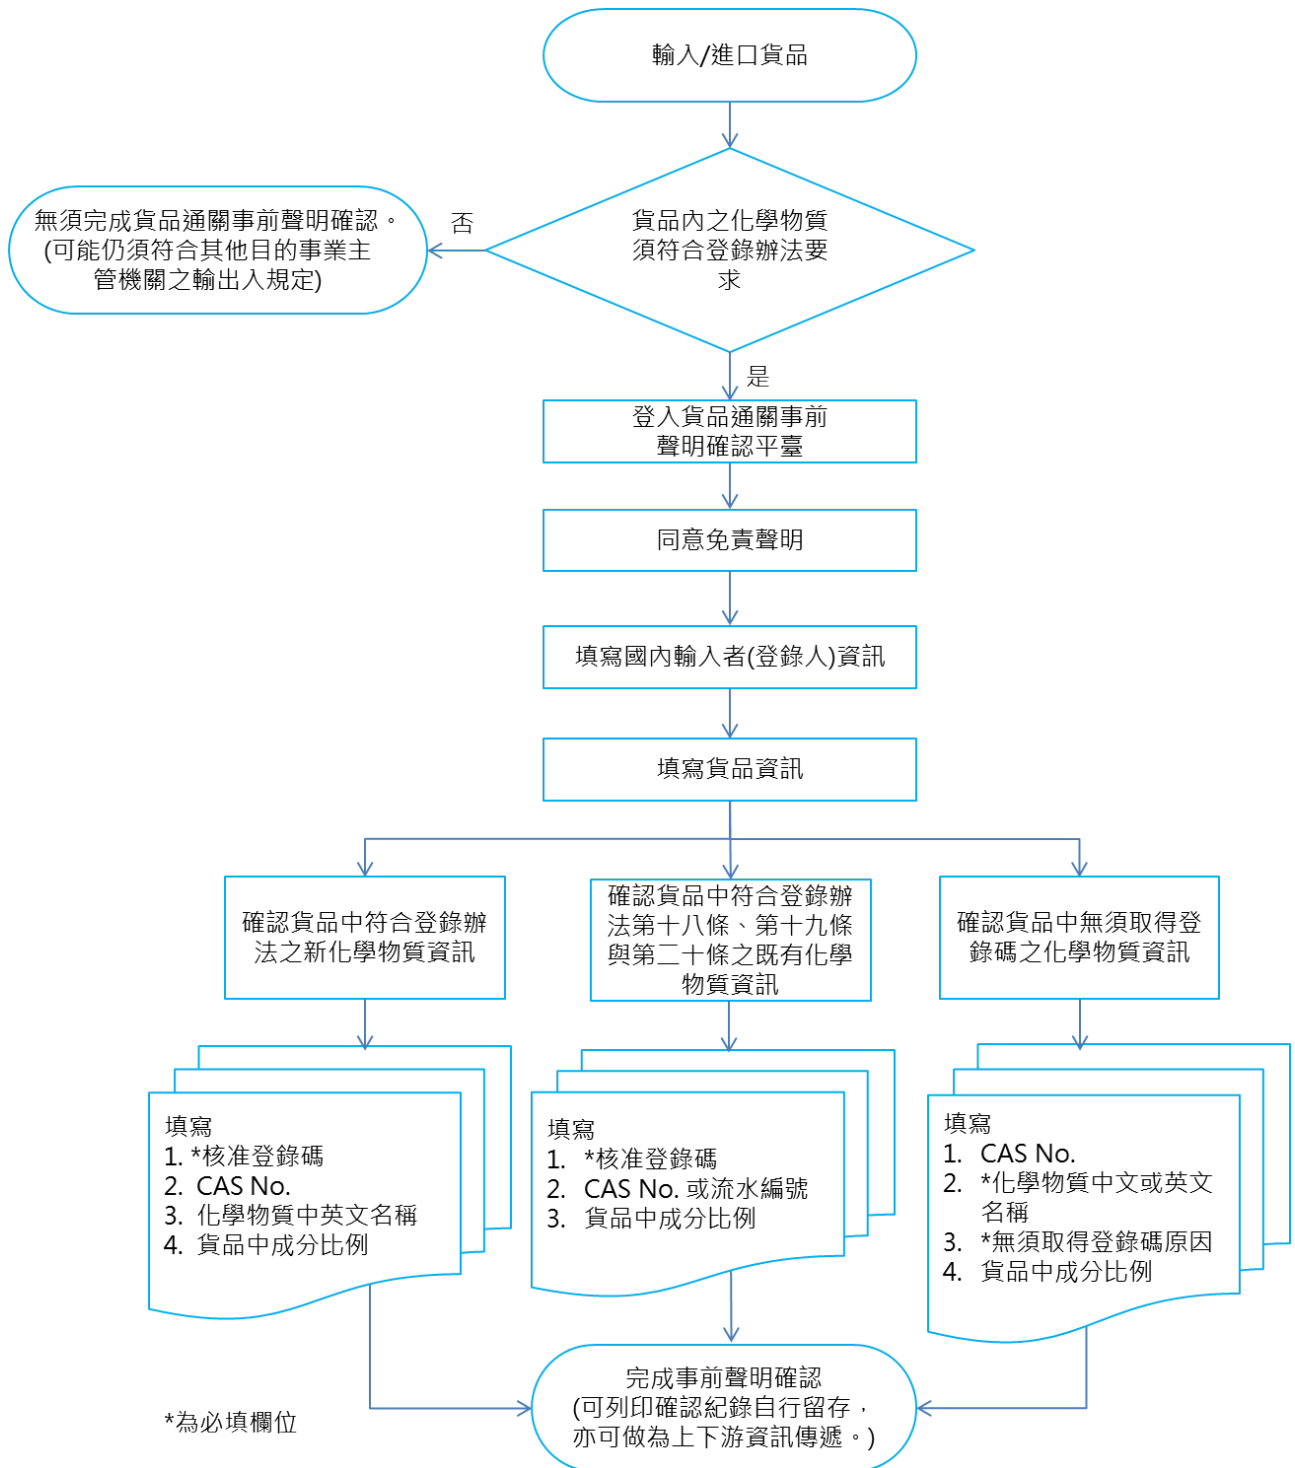 輸入/進口貨品
貨品內之化學物質
須符合登錄辦法要
求
否
無須完成貨品通關事前聲明確認。
(可能仍須符合其他目的事業主
管機關之輸出入規定)
是
登入貨品通關事前
聲明確認平臺
同意免責聲明
填寫國內輸入者(登錄人)資訊
填寫貨品資訊
確認貨品中符合登錄辦
法之新化學物質資訊
確認貨品中符合登錄辦
法第十八條、第十九條
與第二十條之既有化學
物質資訊
確認貨品中無須取得登
錄碼之化學物質資訊
填寫
1. *核准登錄碼
2. CAS No.
3. 化學物質中英文名稱
4. 貨品中成分比例
填寫
1. *核准登錄碼
2. CAS No. 或流水編號
3. 貨品中成分比例
填寫
1. CAS No.
2. *化學物質中文或英文
名稱
3. *無須取得登錄碼原因
4. 貨品中成分比例
完成事前聲明確認
(可列印確認紀錄自行留存，
亦可做為上下游資訊傳遞。)
*為必填欄位